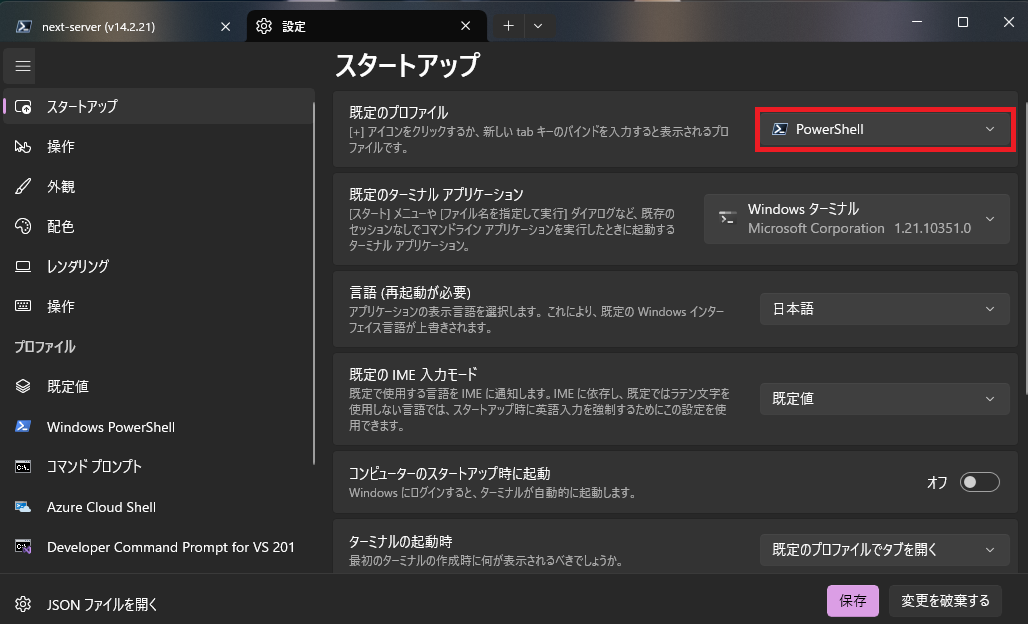 next-server (v14.2.21)
設定
スタートアップ
操作
外観
配色
レンダリング
操作
プロファイル
既定値
Windows PowerShell
コマンド プロンプト
Azure Cloud Shell
Developer Command Prompt for VS 201
JSON ファイルを開く
スタートアップ
既定のプロファイル
[+] アイコンをクリックするか、新しい tab キーのバインドを入力すると表示されるプロ
ファイルです。
PowerShell
既定のターミナル アプリケーション
[スタート] メニューや [ファイル名を指定して実行] ダイアログなど、既存の
セッションなしでコマンドライン アプリケーションを実行したときに起動する
ターミナル アプリケーション。
Windows ターミナル
Microsoft Corporation 1.21.10351.0
言語 (再起動が必要)
アプリケーションの表示言語を選択します。これにより、既定の Windows インター
フェイス言語が上書きされます。
日本語
既定の IME 入力モード
既定で使用する言語を IME に通知します。IME に依存し、既定ではラテン文字を
使用しない言語では、スタートアップ時に英語入力を強制するためにこの設定を使
用できます。
既定値
コンピューターのスタートアップ時に起動
Windows にログインすると、ターミナルが自動的に起動します。
オフ
ターミナルの起動時
最初のターミナルの作成時に何が表示されるべきでしょうか。
既定のプロファイルでタブを開く
保存
変更を破棄する